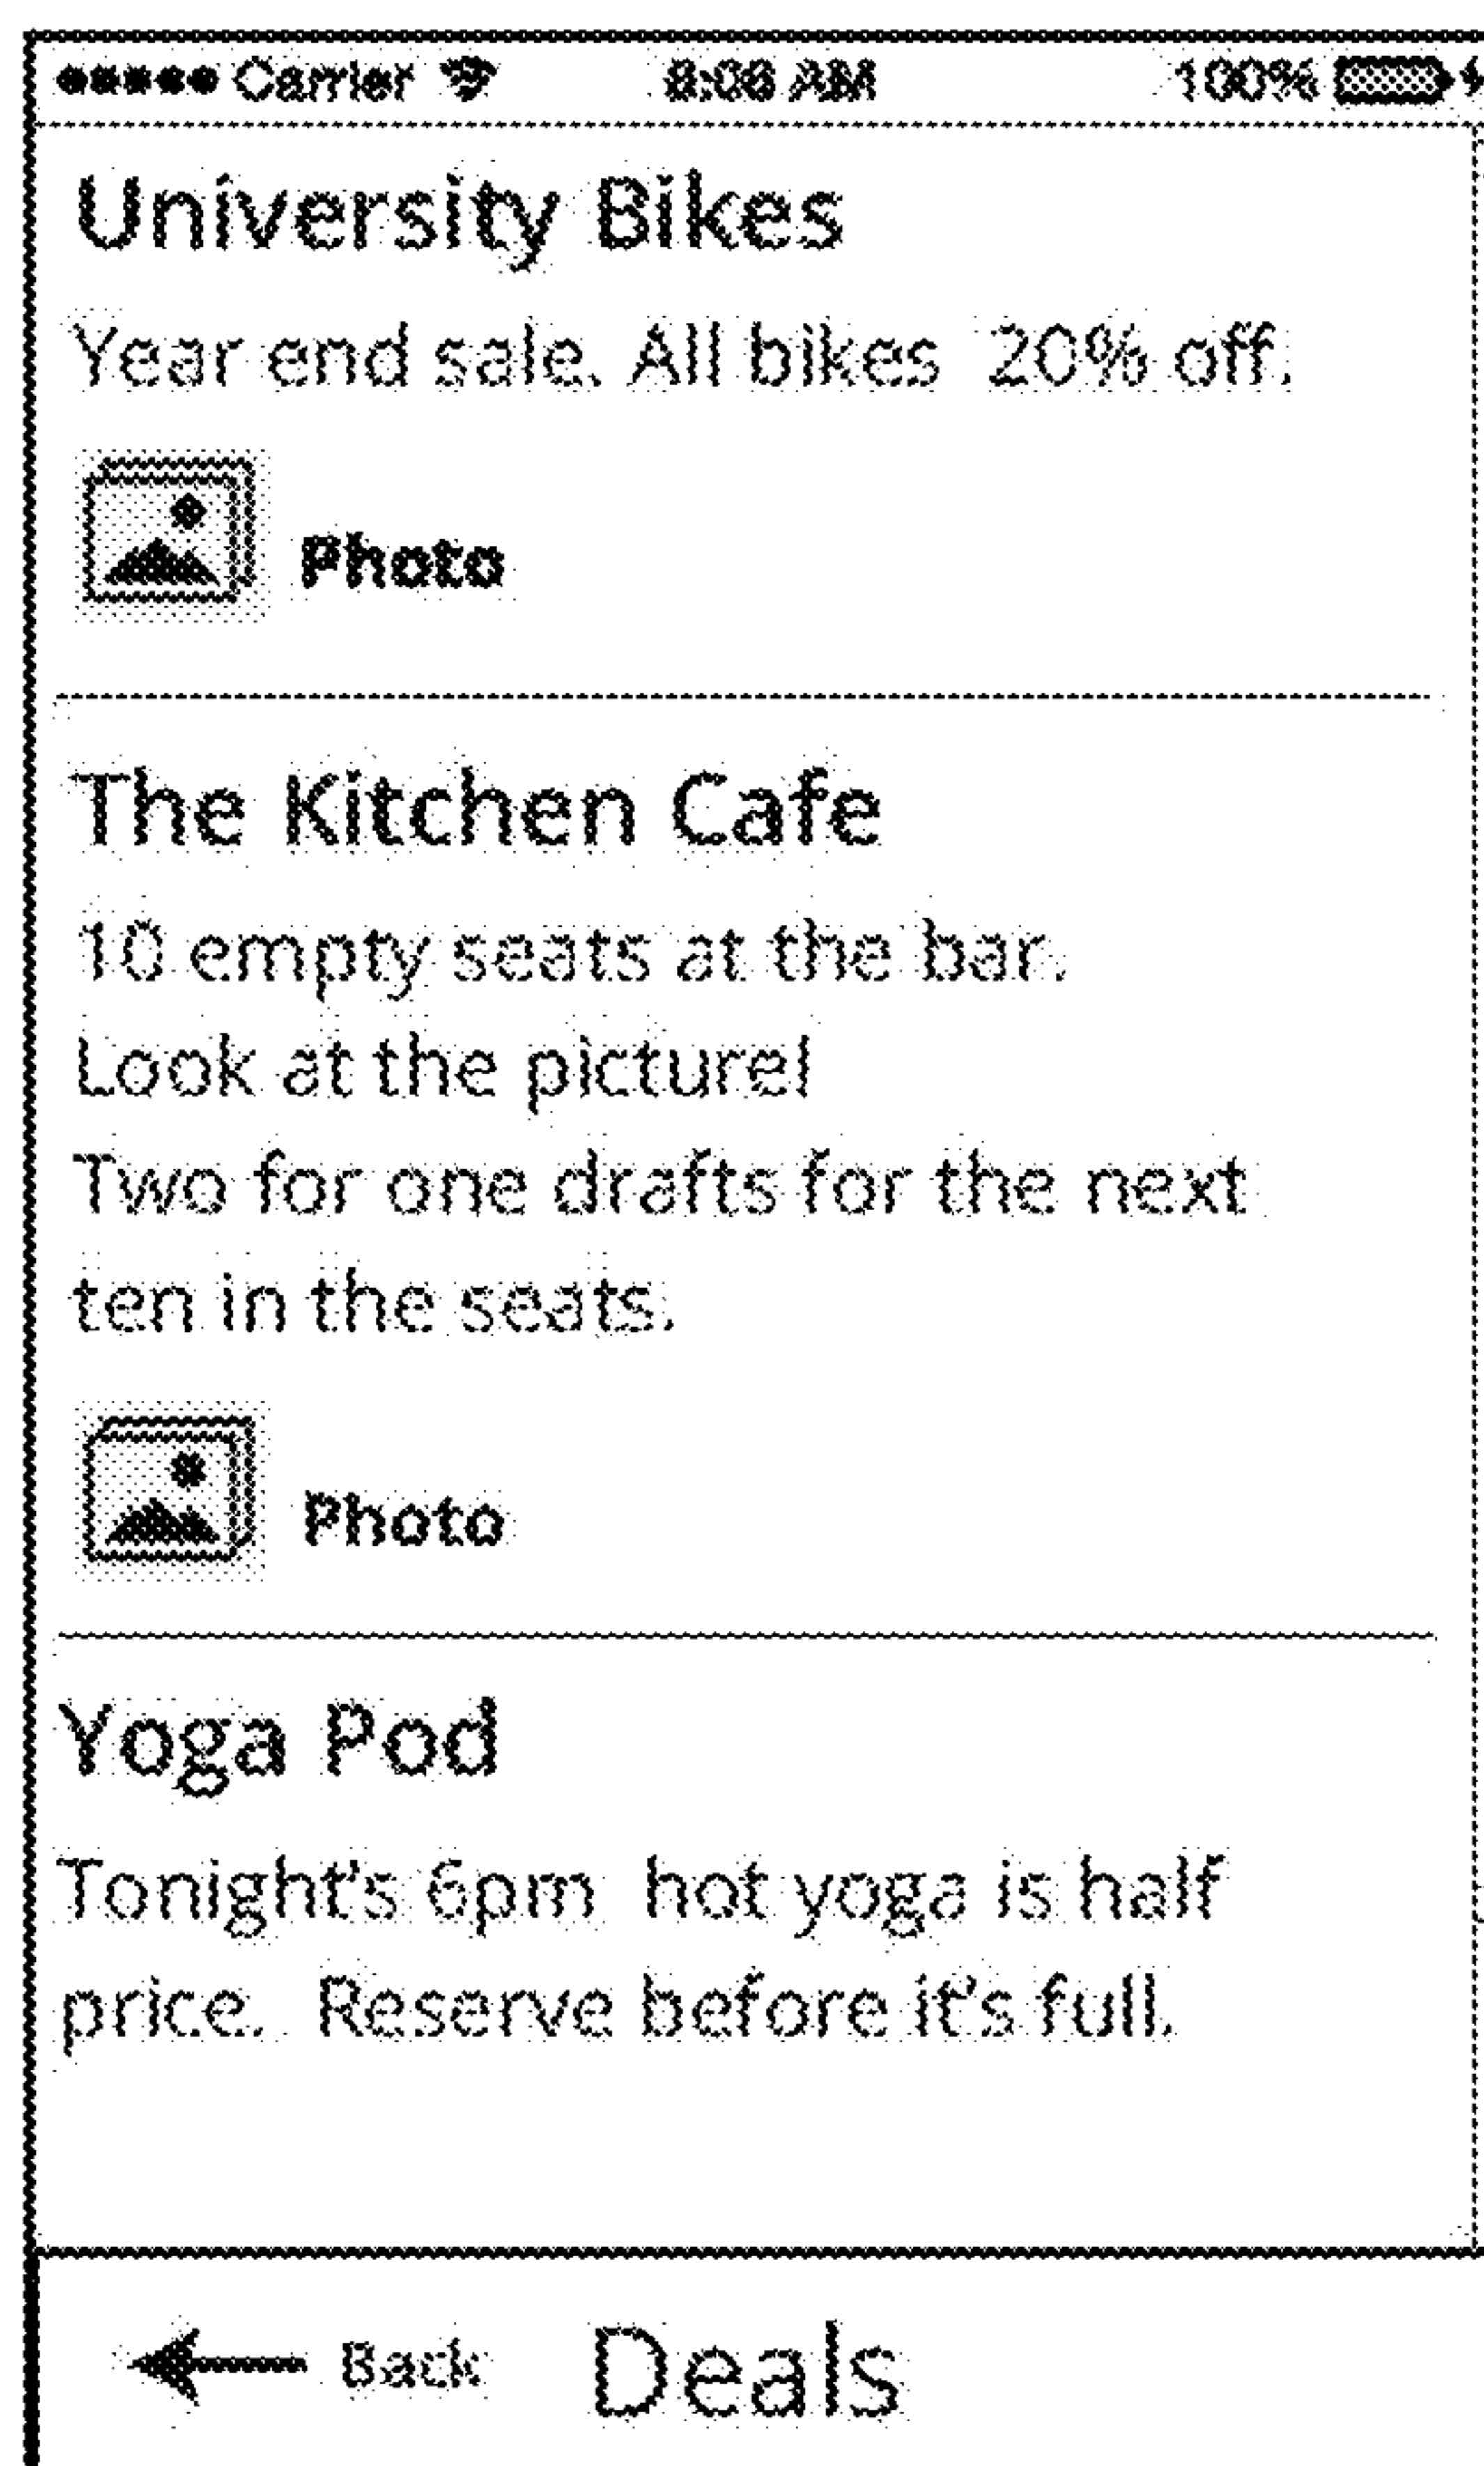 Carrier 8:08 AM 100%
University Bikes
Year end sale. All bikes 20% off.
Photo
The Kitchen Cafe
10 empty seats at the bar.
Look at the picture!
Two for one drafts for the next
ten in the seats.
Photo
Yoga Pod
Tonight's 6pm hot yoga is half
price. Reserve before it's full.
Back Deals